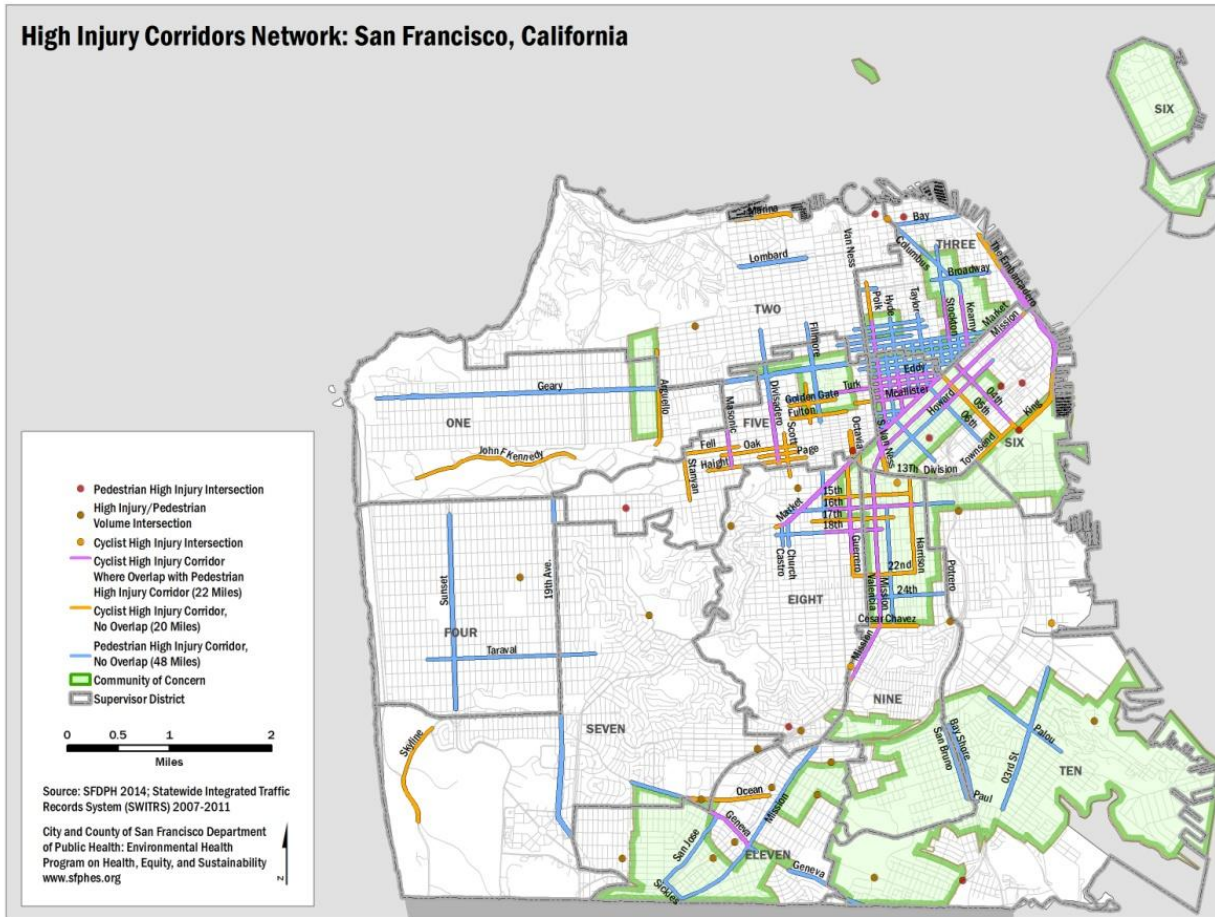 High Injury Corridors Network: San Francisco, California
SIX
Marina
Bay
Van Ness
Columbus
THREE
The Embarcadero
Lombard
Broadway
Polk
Hyde
Taylor
Stockton
Kearny
Market
Mission
TWO
Fillmore
Eddy
Geary
Arguello
Divisadero
Turk
Mcallister
Golden Gate
Howard
04th
05th
06th
King
ONE
Masonic
FIVE
Fulton
Scott
Octavia
S. Van Ness
Townsend
SIX
Fell
Oak
Page
John F Kennedy
Haight
Stanyan
13Th
Division
15th
16th
17th
18th
Market
Church
Castro
Guerrero
Harrison
Potrero
22nd
24th
Valencia
Mission
Sunset
19th Ave.
EIGHT
Cesar Chavez
FOUR
Taraval
Mission
NINE
SEVEN
Skyline
Bay Shore
San Bruno
Palou
03rd St
TEN
Paul
Ocean
Mission
Geneva
San Jose
ELEVEN
Geneva
Sickles
Pedestrian High Injury Intersection
High Injury/Pedestrian
Volume Intersection
Cyclist High Injury Intersection
Cyclist High Injury Corridor
Where Overlap with Pedestrian
High Injury Corridor (22 Miles)
Cyclist High Injury Corridor,
No Overlap (20 Miles)
Pedestrian High Injury Corridor,
No Overlap (48 Miles)
Community of Concern
Supervisor District
0 0.5 1 2
Miles
Source: SFDPH 2014; Statewide Integrated Traffic
Records System (SWITRS) 2007-2011
City and County of San Francisco Department
of Public Health: Environmental Health
Program on Health, Equity, and Sustainability
www.sfphes.org
N